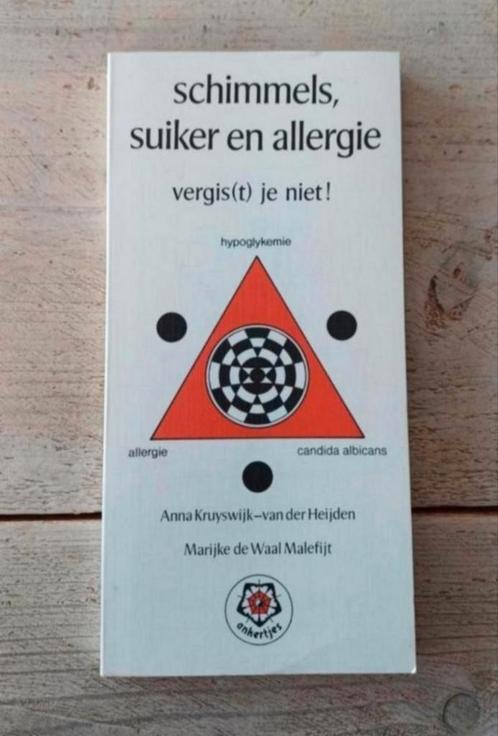 schimmels,
suiker en allergie
vergis(t) je niet!
hypoglykemie
allergie
candida albicans
Anna Kruyswijk–van der Heijden
Marijke de Waal Malefijt
ankertjes